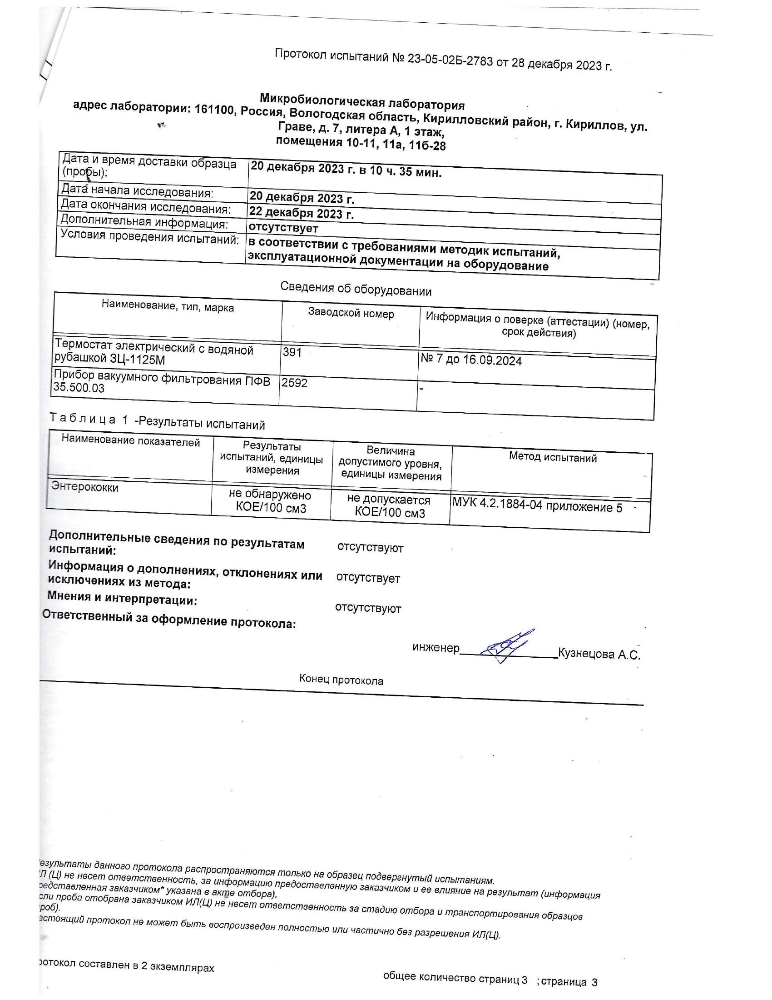 Протокол испытаний № 23-05-02Б-2783 от 28 декабря 2023 г.
Микробиологическая лаборатория
адрес лаборатории: 161100, Россия, Вологодская область, Кирилловский район, г. Кириллов, ул.
Граве, д. 7, литера А, 1 этаж,
помещения 10-11, 11а, 11б-28
Дата и время доставки образца
(пробы):
20 декабря 2023 г. в 10 ч. 35 мин.
Дата начала исследования:
20 декабря 2023 г.
Дата окончания исследования:
22 декабря 2023 г.
Дополнительная информация:
отсутствует
Условия проведения испытаний:
в соответствии с требованиями методик испытаний,
эксплуатационной документации на оборудование
Сведения об оборудовании
Наименование, тип, марка
Заводской номер
Информация о поверке (аттестации) (номер,
срок действия)
Термостат электрический с водяной
рубашкой ЗЦ-1125М
391
№ 7 до 16.09.2024
Прибор вакуумного фильтрования ПФВ
35.500.03
2592
-
Таблица 1 -Результаты испытаний
Наименование показателей
Результаты
испытаний, единицы
измерения
Величина
допустимого уровня,
единицы измерения
Метод испытаний
Энтерококки
не обнаружено
КОЕ/100 см3
не допускается
КОЕ/100 см3
МУК 4.2.1884-04 приложение 5
Дополнительные сведения по результатам
испытаний:
отсутствуют
Информация о дополнениях, отклонениях или
исключениях из метода:
отсутствует
Мнения и интерпретации:
отсутствуют
Ответственный за оформление протокола:
инженер Кузнецова А.С.
Конец протокола
езультаты данного протокола распространяются только на образец подвергнутый испытаниям.
Л (Ц) не несет ответственность, за информацию предоставленную заказчиком и ее влияние на результат (информация
редставленная заказчиком* указана в акте отбора).
сли проба отобрана заказчиком ИЛ(Ц) не несет ответственность за стадию отбора и транспортирования образцов
роб).
астоящий протокол не может быть воспроизведен полностью или частично без разрешения ИЛ(Ц).
ротокол составлен в 2 экземплярах
общее количество страниц 3 ; страница 3